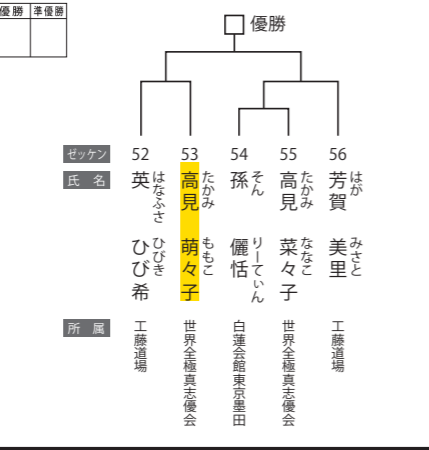 優勝 準優勝
優勝
ゼッケン 52 53 54 55 56
氏名
英 ひび希
はなふさ ひびき
高見 萌々子
たかみ ももこ
孫 儷恬
そん りーてぃん
高見 菜々子
たかみ ななこ
芳賀 美里
はが みさと
所属
工藤道場
世界全極真志優会
白蓮会館東京墨田
世界全極真志優会
工藤道場